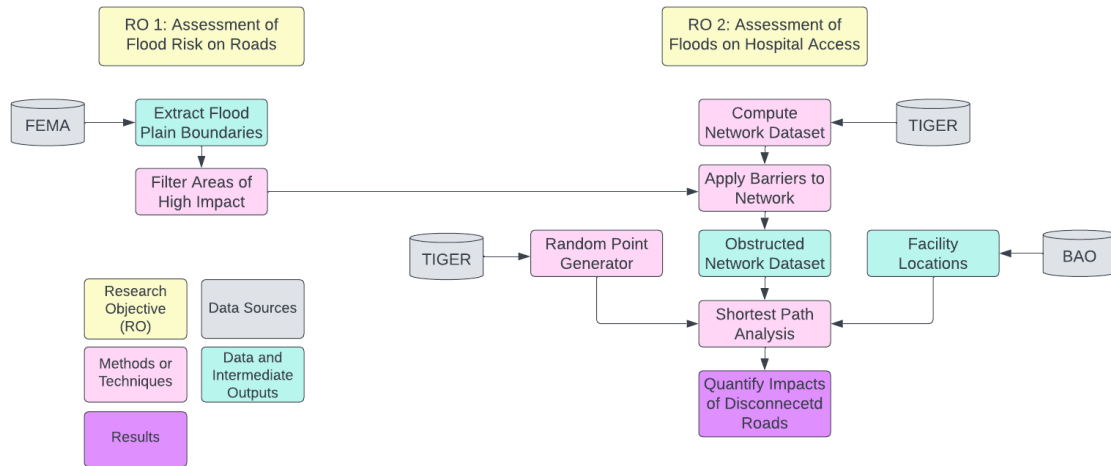 RO 1: Assessment of
Flood Risk on Roads
RO 2: Assessment of
Floods on Hospital Access
FEMA
Extract Flood
Plain Boundaries
Compute
Network Dataset
TIGER
Filter Areas of
High Impact
Apply Barriers to
Network
TIGER
Random Point
Generator
Obstructed
Network Dataset
Facility
Locations
BAO
Research
Objective
(RO)
Data Sources
Shortest Path
Analysis
Methods or
Techniques
Data and
Intermediate
Outputs
Quantify Impacts
of Disconnecetd
Roads
Results